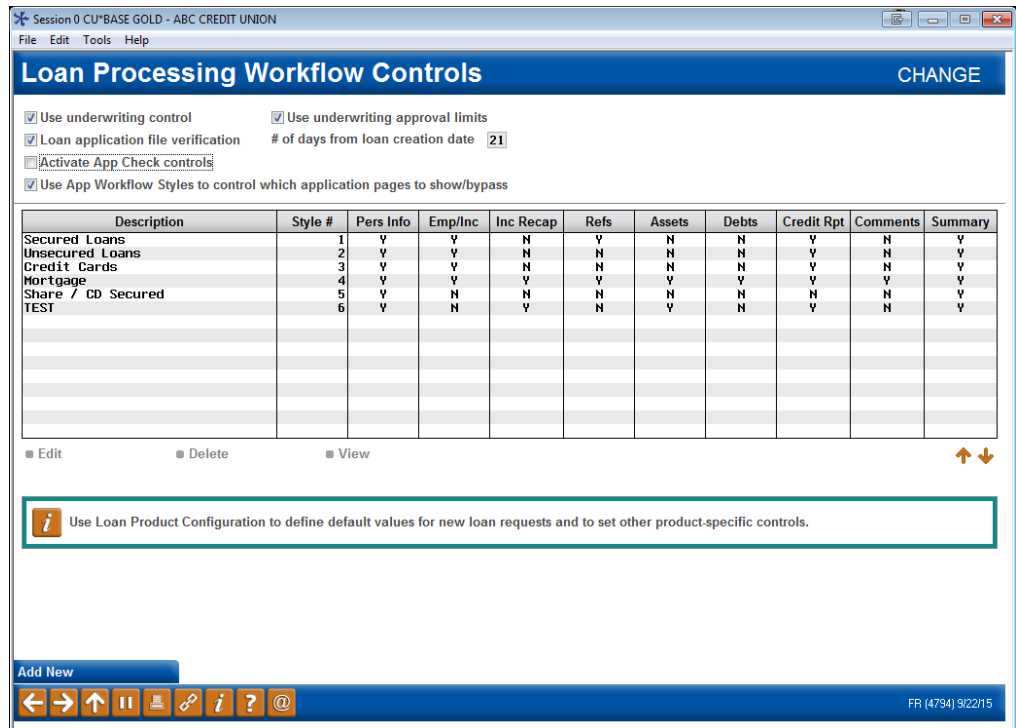 Session 0 CU*BASE GOLD - ABC CREDIT UNION
File Edit Tools Help
Loan Processing Workflow Controls CHANGE
Use underwriting control Use underwriting approval limits
Loan application file verification # of days from loan creation date 21
Activate App Check controls
Use App Workflow Styles to control which application pages to show/bypass
Description Style # Pers Info Emp/Inc Inc Recap Refs Assets Debts Credit Rpt Comments Summary
Secured Loans 1 Y Y N Y N N Y N Y
Unsecured Loans 2 Y Y N N N N Y N Y
Credit Cards 3 Y Y N N N N Y N Y
Mortgage 4 Y Y Y Y Y Y Y N Y
Share / CD Secured 5 Y N N N N N N N Y
TEST 6 Y N Y N Y N Y N Y
Edit Delete View
i Use Loan Product Configuration to define default values for new loan requests and to set other product-specific controls.
Add New
i ? @
FR (4794) 9/22/15